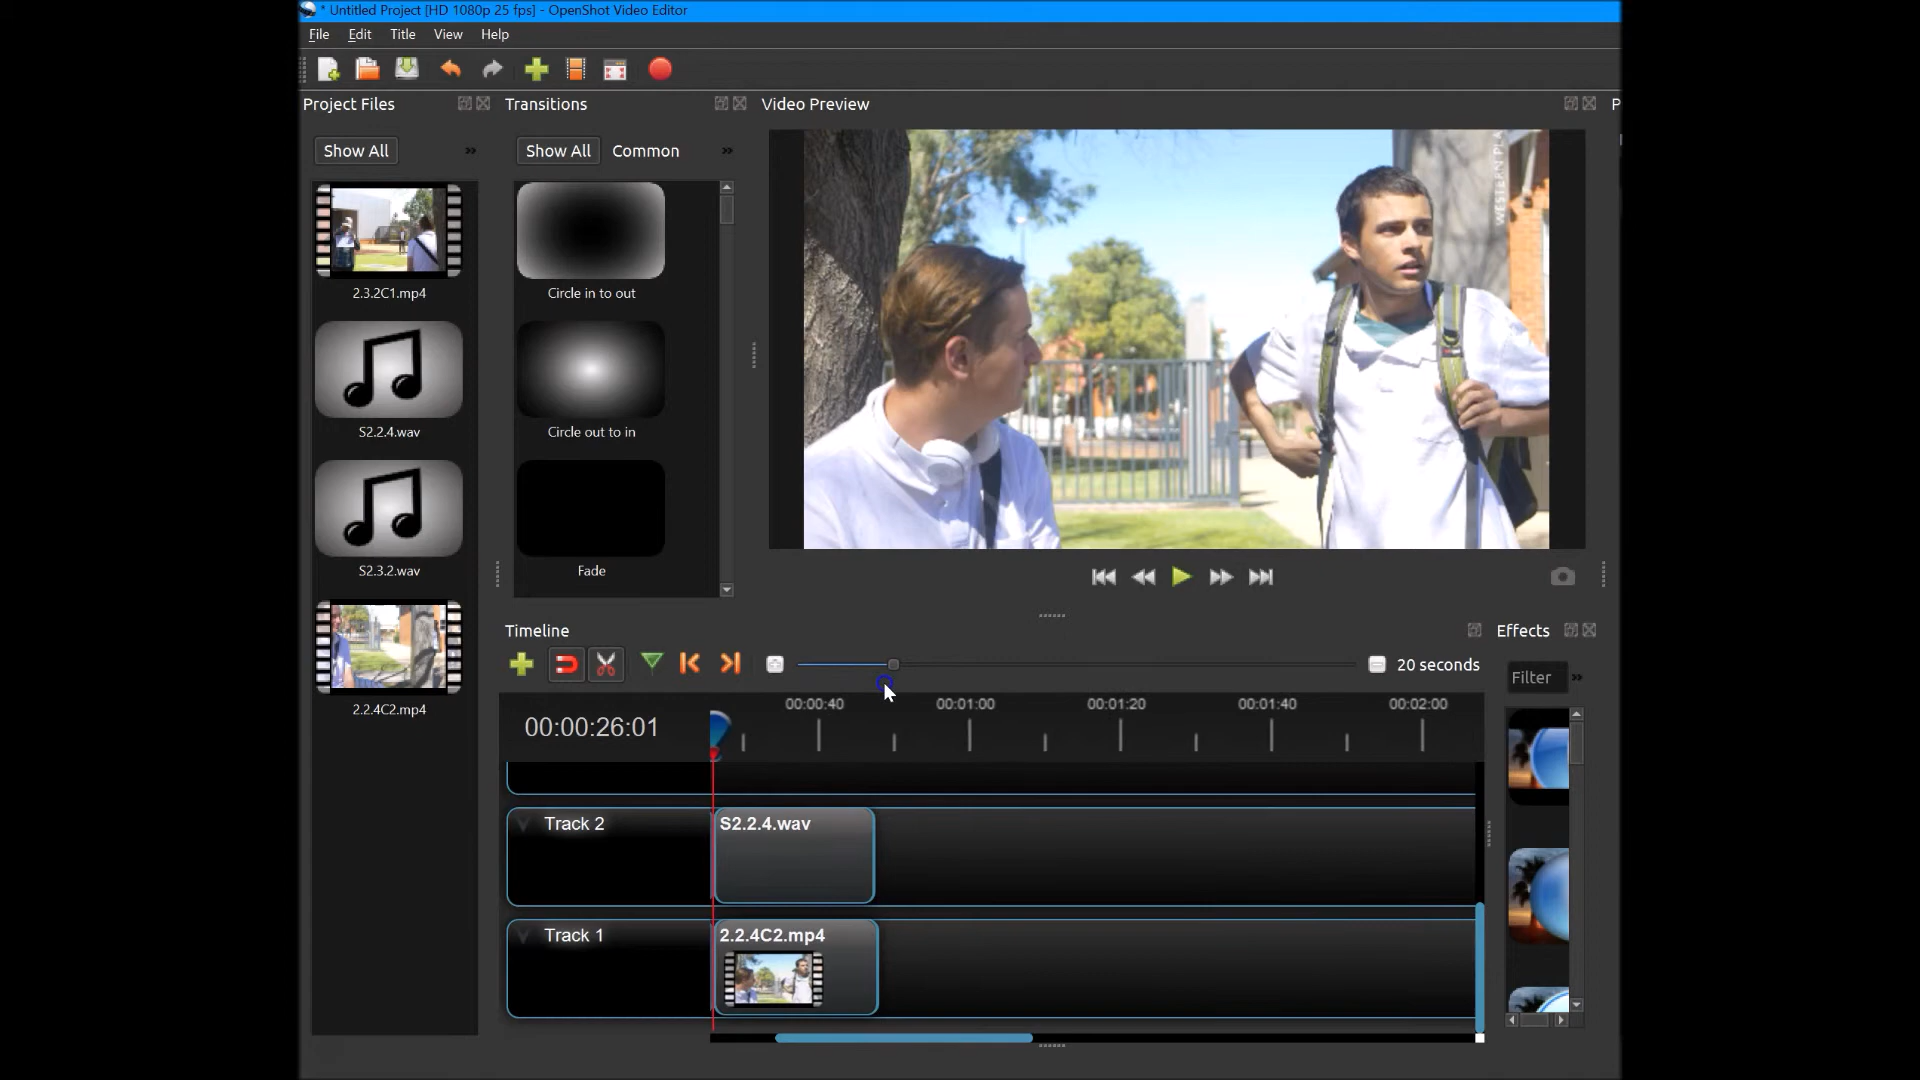 * Untitled Project [HD 1080p 25 fps] - OpenShot Video Editor
File Edit Title View Help
Project Files
Transitions
Video Preview
P
Show All
»
Show All
Common
»
2.3.2C1.mp4
Circle in to out
S2.2.4.wav
Circle out to in
S2.3.2.wav
Fade
2.2.4C2.mp4
WESTERN PLA
Timeline
Effects
20 seconds
Filter
»
00:00:26:01
00:00:40
00:01:00
00:01:20
00:01:40
00:02:00
Track 2
S2.2.4.wav
Track 1
2.2.4C2.mp4